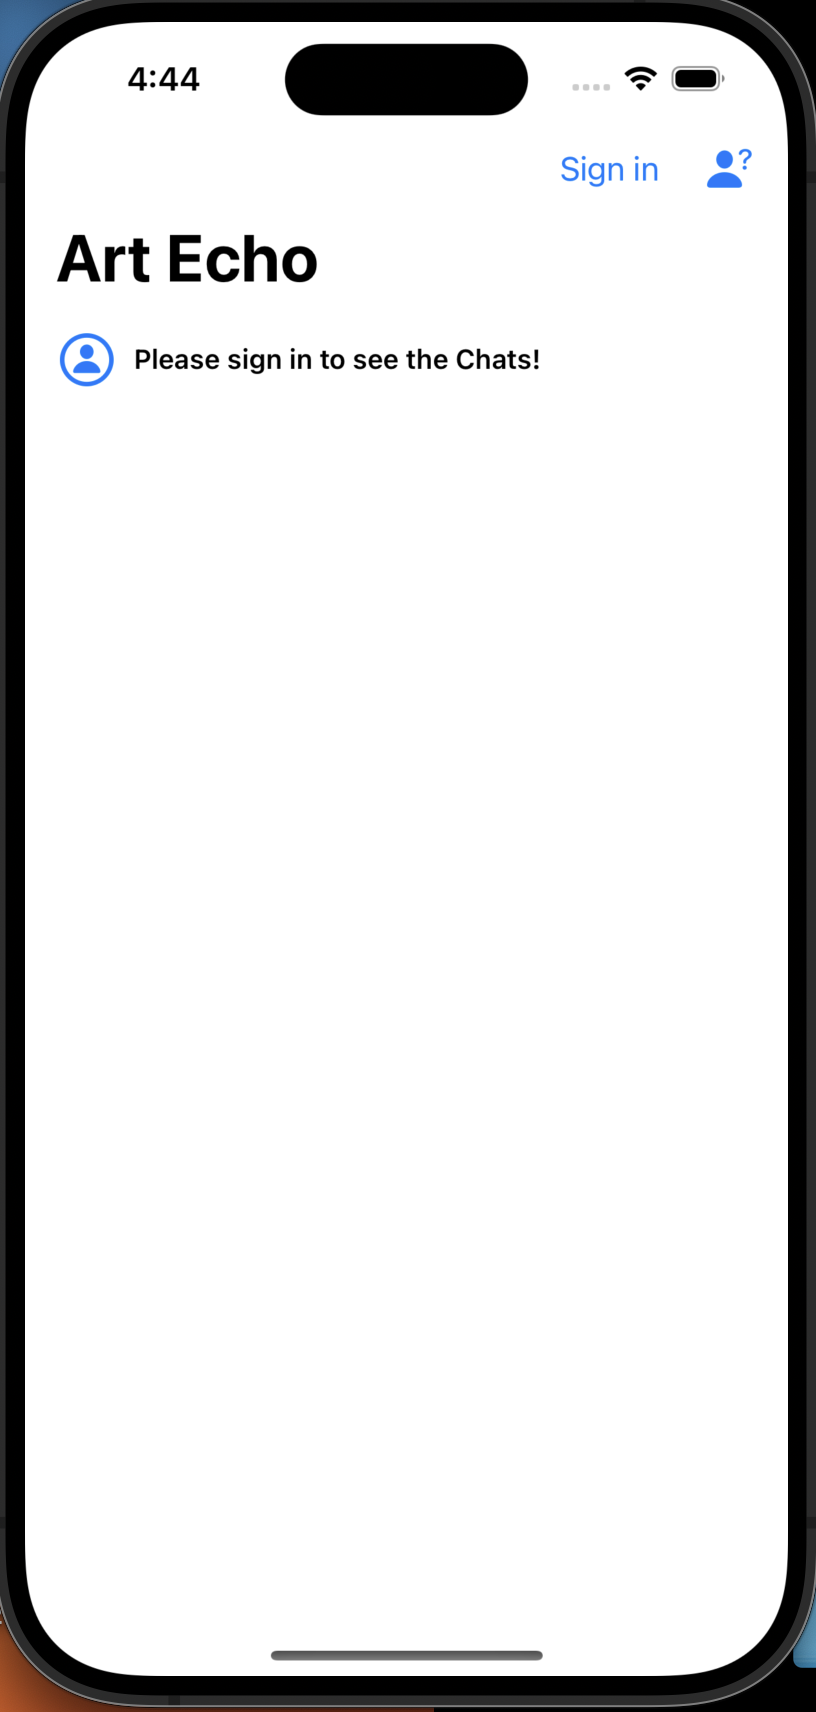 4:44
Sign in
?
Art Echo
Please sign in to see the Chats!